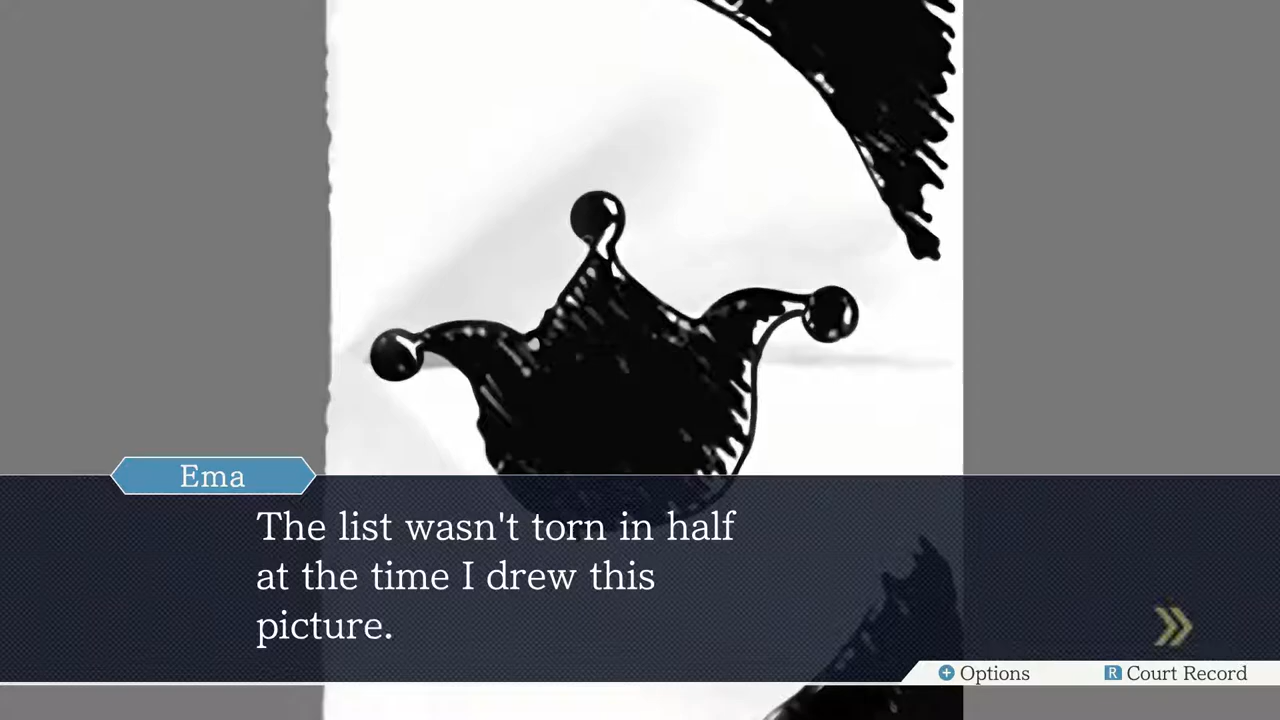 Ema
The list wasn't torn in half
at the time I drew this
picture.
+ Options
R Court Record